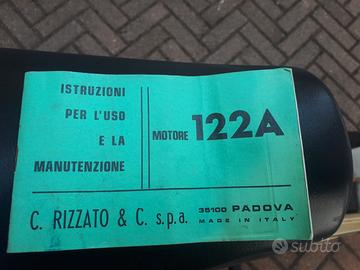 ISTRUZIONI
PER L'USO
E LA
MANUTENZIONE
MOTORE 122A
C. RIZZATO & C. s.p.a. 35100 PADOVA
MADE IN ITALY
subito